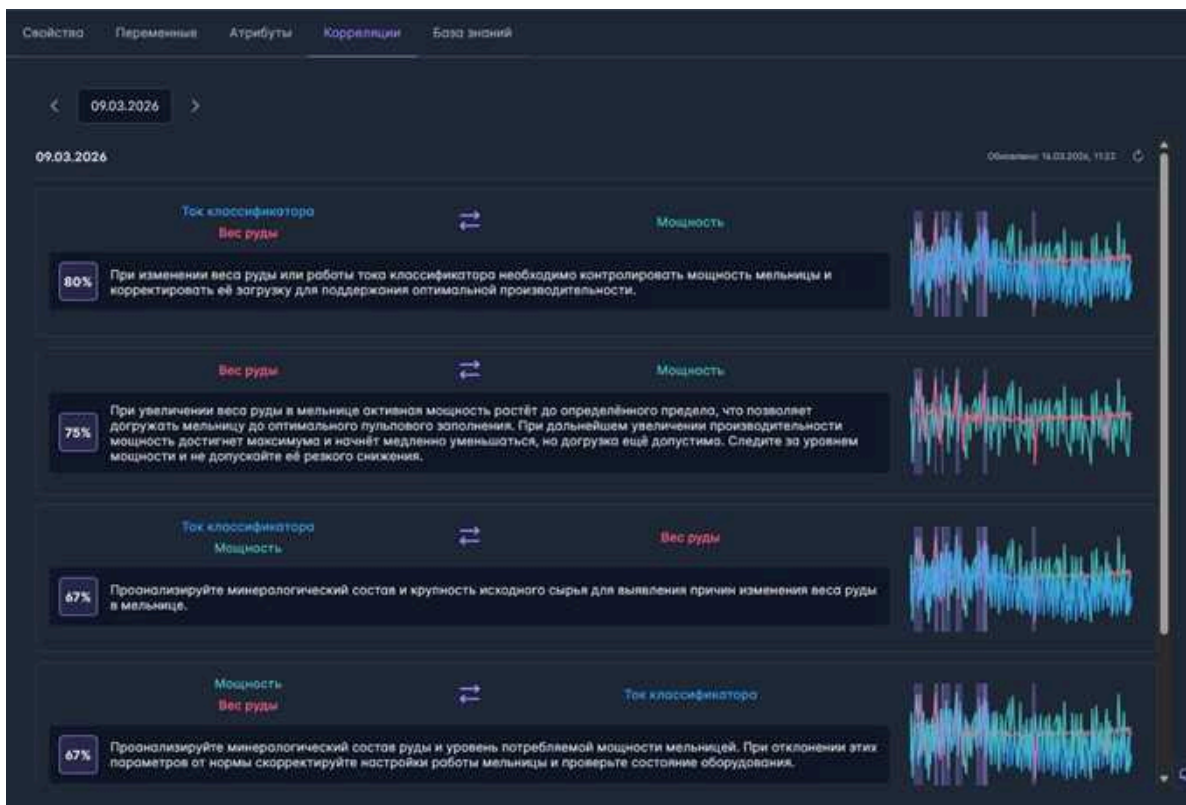 Свойства Переменные Атрибуты Корреляции База знаний
09.03.2026
09.03.2026 Обновлено: 16.03.2026,
Ток классификатора
Вес руды
Мощность
80%
При изменении веса руды или работы тока классификатора необходимо контролировать мощность мельницы и
корректировать её загрузку для поддержания оптимальной производительности.
Вес руды Мощность
75%
При увеличении веса руды в мельнице активная мощность растёт до определённого предела, что позволяет
догружать мельницу до оптимального пульпового заполнения. При дальнейшем увеличении производительности
мощность достигнет максимума и начнёт медленно уменьшаться, но догрузка ещё допустима. Следите за уровнем
мощности и не допускайте её резкого снижения.
Ток классификатора
Мощность
Вес руды
67%
Проанализируйте минерологический состав и крупность исходного сырья для выявления причин изменения веса руды
в мельнице.
Мощность
Вес руды
Ток классификатора
67%
Проанализируйте минерологический состав руды и уровень потребляемой мощности мельницей. При отклонении этих
параметров от нормы скорректируйте настройки работы мельницы и проверьте состояние оборудования.